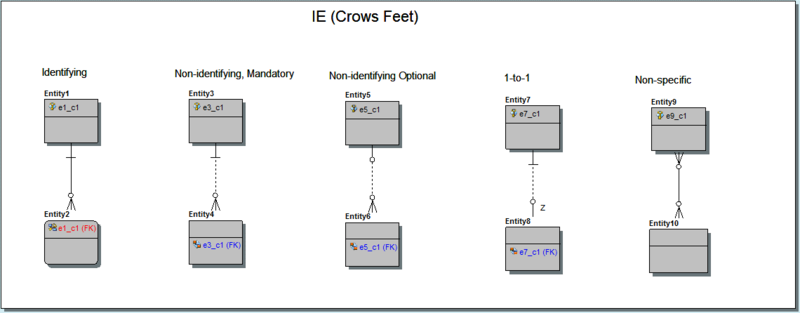 IE (Crows Feet)
Identifying
Non-identifying, Mandatory
Non-identifying Optional
1-to-1
Non-specific
Entity1
e1_c1
Entity3
e3_c1
Entity5
e5_c1
Entity7
e7_c1
Entity9
e9_c1
Z
Entity2
e1_c1 (FK)
Entity4
e3_c1 (FK)
Entity6
e5_c1 (FK)
Entity8
e7_c1 (FK)
Entity10